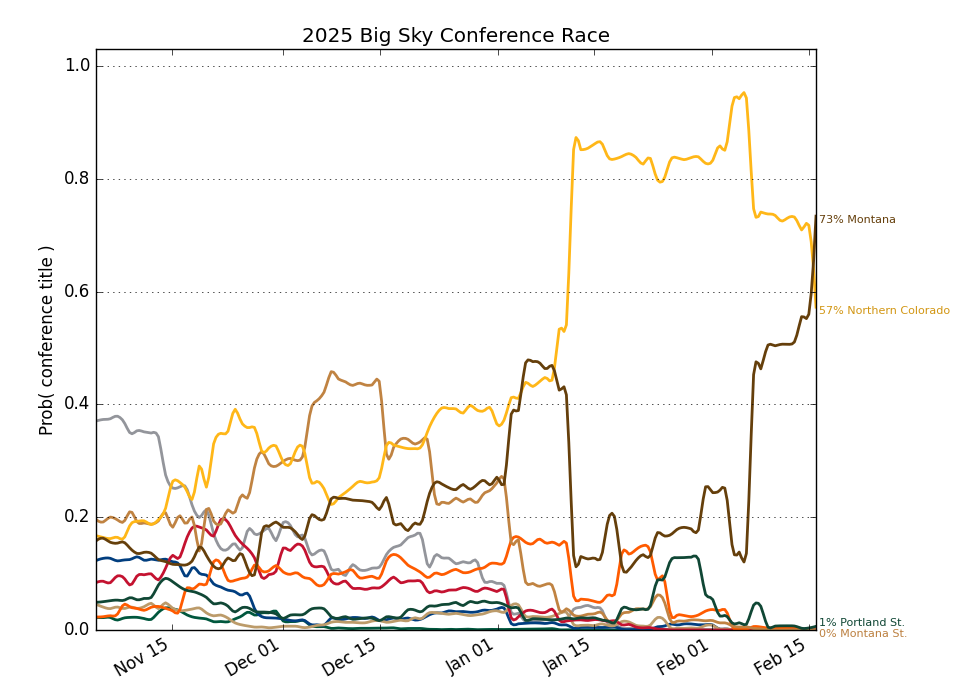 2025 Big Sky Conference Race
Prob( conference title )
1.0
0.8
0.6
0.4
0.2
0.0
Nov 15
Dec 01
Dec 15
Jan 01
Jan 15
Feb 01
Feb 15
73% Montana
57% Northern Colorado
1% Portland St.
0% Montana St.